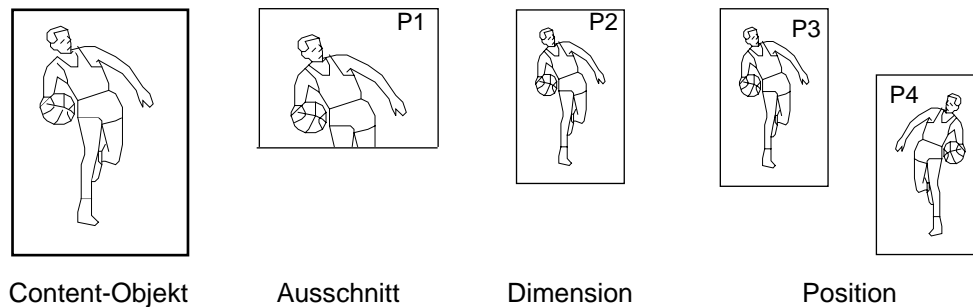 P1
P2
P3
P4
Content-Objekt
Ausschnitt
Dimension
Position